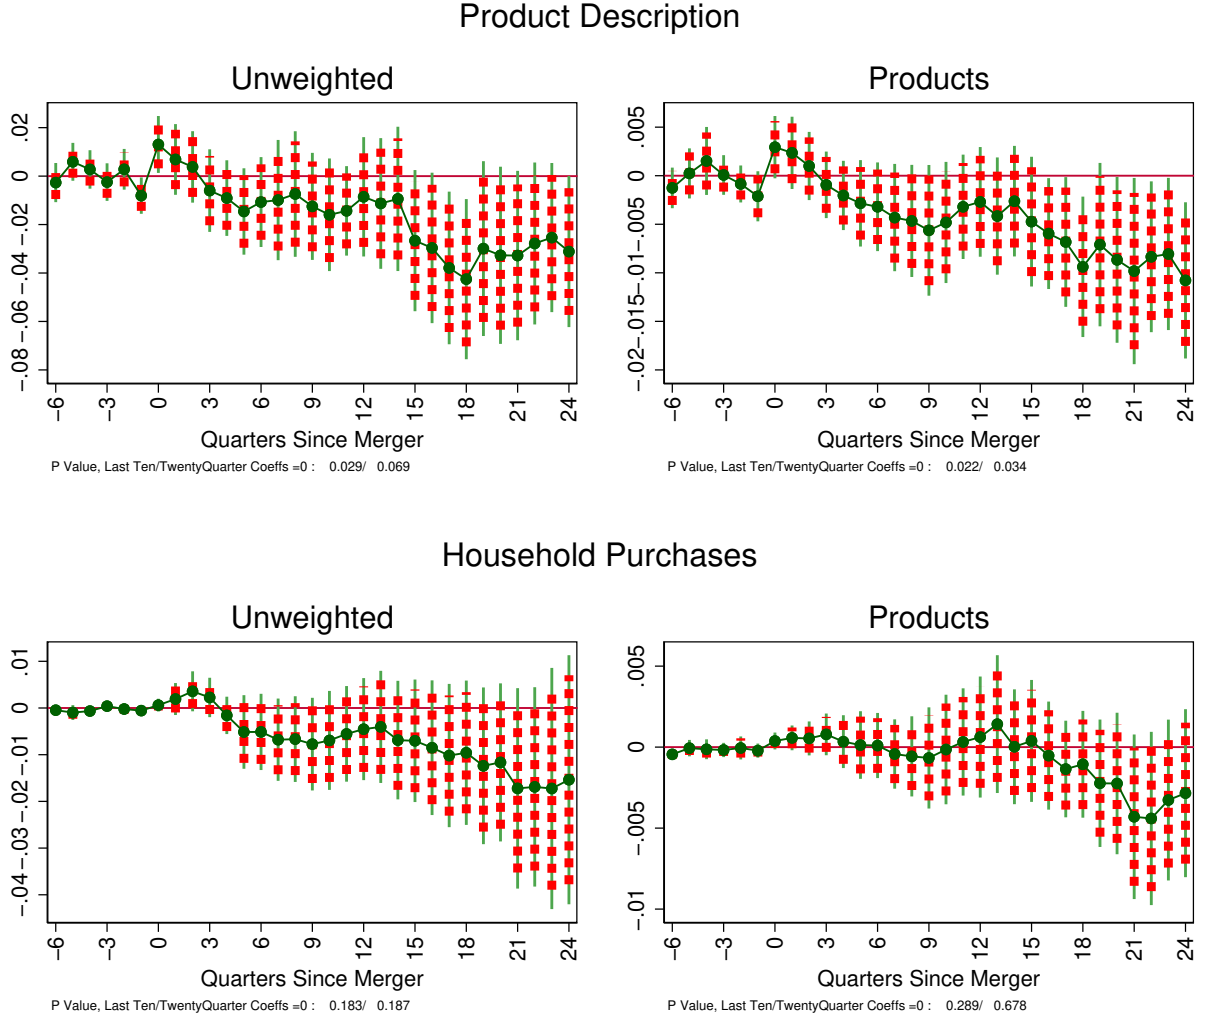 Product Description
Unweighted Products
.02
0
-.02
-.04
-.06
-.08
-6 -3 0 3 6 9 12 15 18 21 24
Quarters Since Merger
P Value, Last Ten/TwentyQuarter Coeffs =0 : 0.029/ 0.069
.005
0
-.005
-.01
-.015
-.02
-6 -3 0 3 6 9 12 15 18 21 24
Quarters Since Merger
P Value, Last Ten/TwentyQuarter Coeffs =0 : 0.022/ 0.034
Household Purchases
Unweighted Products
.01
0
-.01
-.02
-.03
-.04
-6 -3 0 3 6 9 12 15 18 21 24
Quarters Since Merger
P Value, Last Ten/TwentyQuarter Coeffs =0 : 0.183/ 0.187
.005
0
-.005
-.01
-6 -3 0 3 6 9 12 15 18 21 24
Quarters Since Merger
P Value, Last Ten/TwentyQuarter Coeffs =0 : 0.289/ 0.678